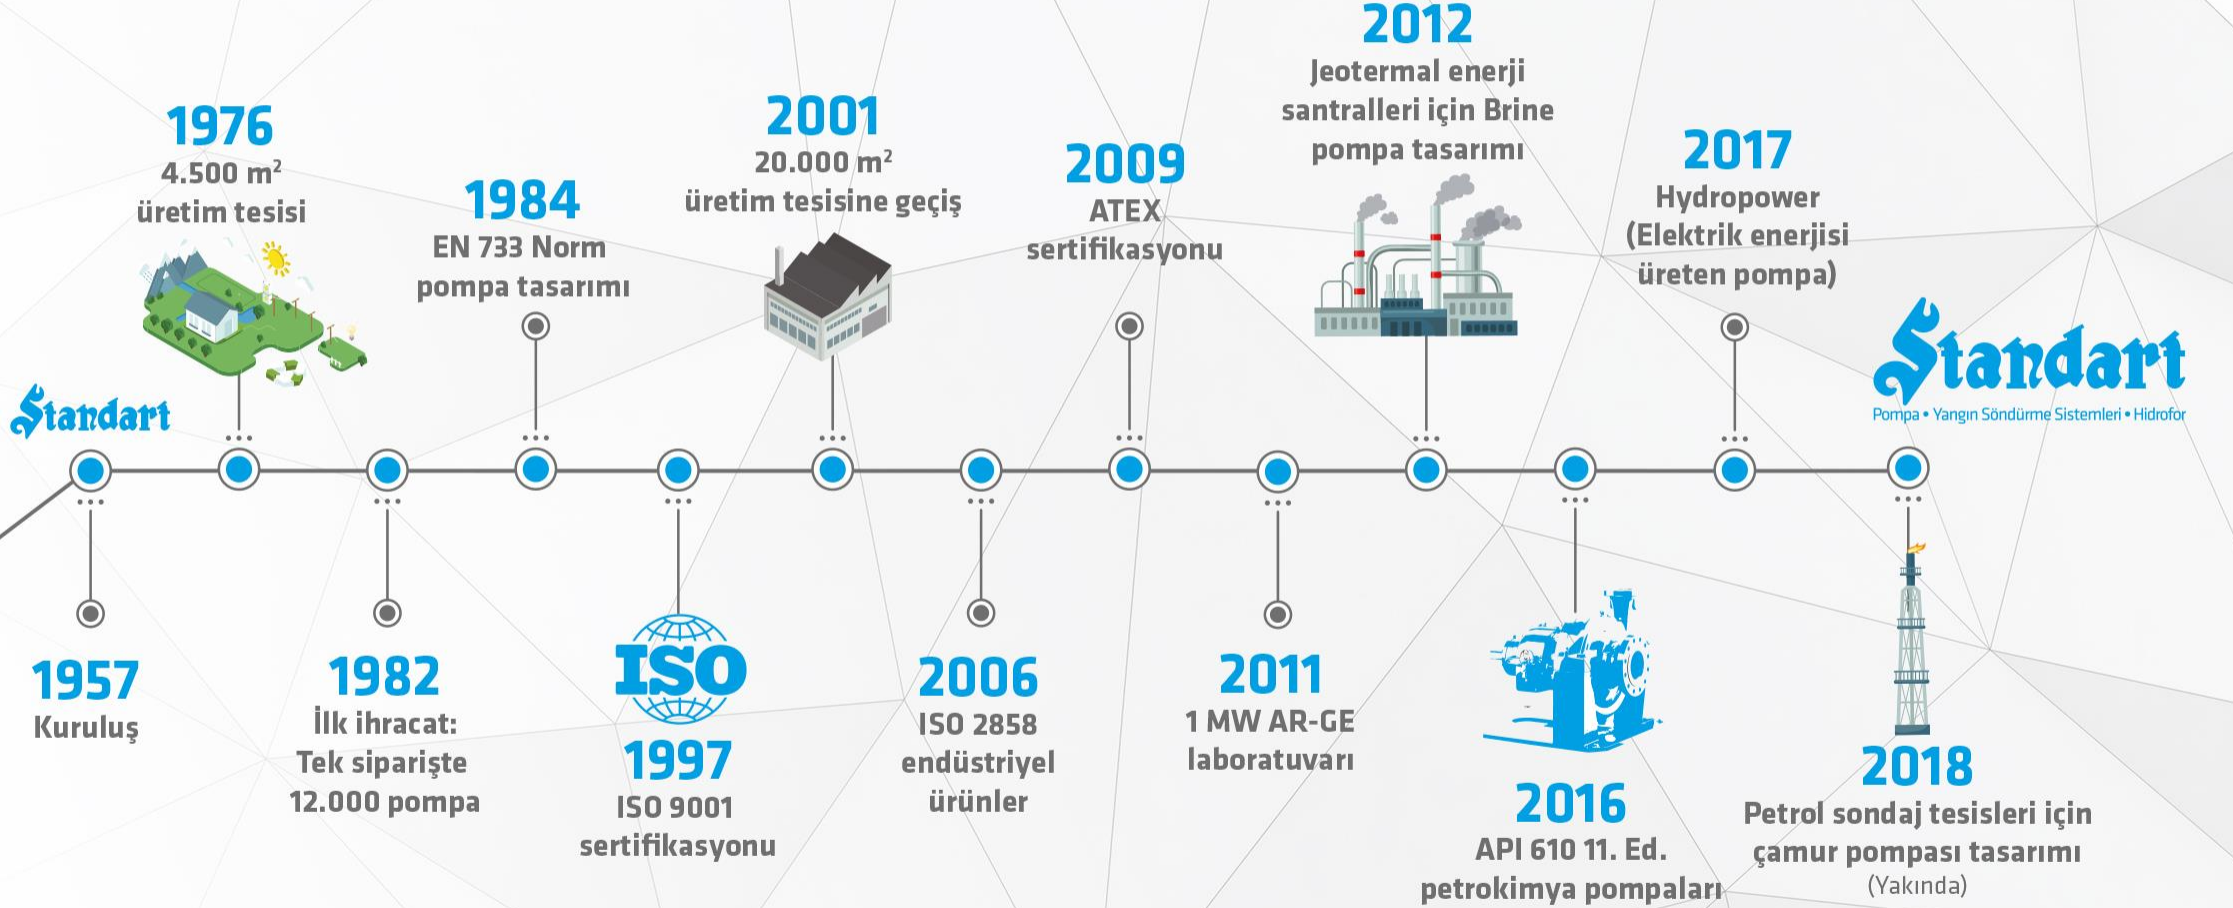 Standart
1957
Kuruluş
1976
4.500 m²
üretim tesisi
1982
İlk ihracat:
Tek siparişte
12.000 pompa
1984
EN 733 Norm
pompa tasarımı
ISO
1997
ISO 9001
sertifikasyonu
2001
20.000 m²
üretim tesisine geçiş
2006
ISO 2858
endüstriyel
ürünler
2009
ATEX
sertifikasyonu
2011
1 MW AR-GE
laboratuvarı
2012
Jeotermal enerji
santralleri için Brine
pompa tasarımı
2016
API 610 11. Ed.
petrokimya pompaları
2017
Hydropower
(Elektrik enerjisi
üreten pompa)
Standart
Pompa • Yangın Söndürme Sistemleri • Hidrofor
2018
Petrol sondaj tesisleri için
çamur pompası tasarımı
(Yakında)